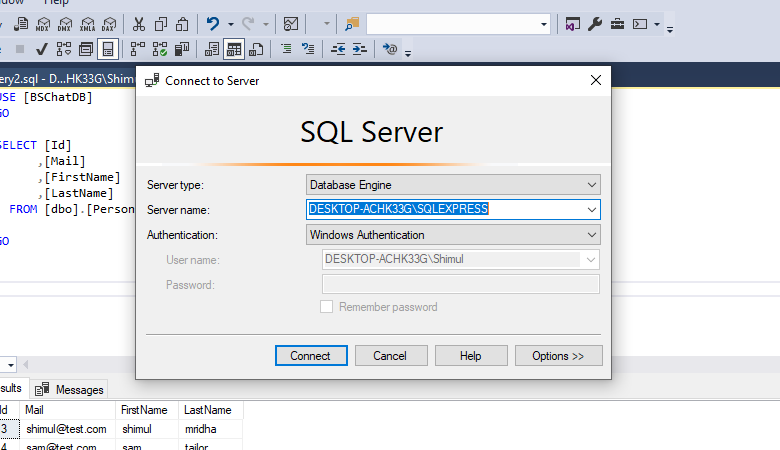 Help
MDX DMX XMLA DAX
ery2.sql - D...HK33G\Shimu
Connect to Server
SQL Server
USE [BSChatDB]
GO
SELECT [Id]
,[Mail]
,[FirstName]
,[LastName]
FROM [dbo].[Person
GO
Server type:
Database Engine
Server name:
DESKTOP-ACHK33G\SQLEXPRESS
Authentication:
Windows Authentication
User name:
DESKTOP-ACHK33G\Shimul
Password:
Remember password
Connect Cancel Help Options >>
sults Messages
Id Mail FirstName LastName
3 shimul@test.com shimul mridha
4 sam@test.com sam tailor